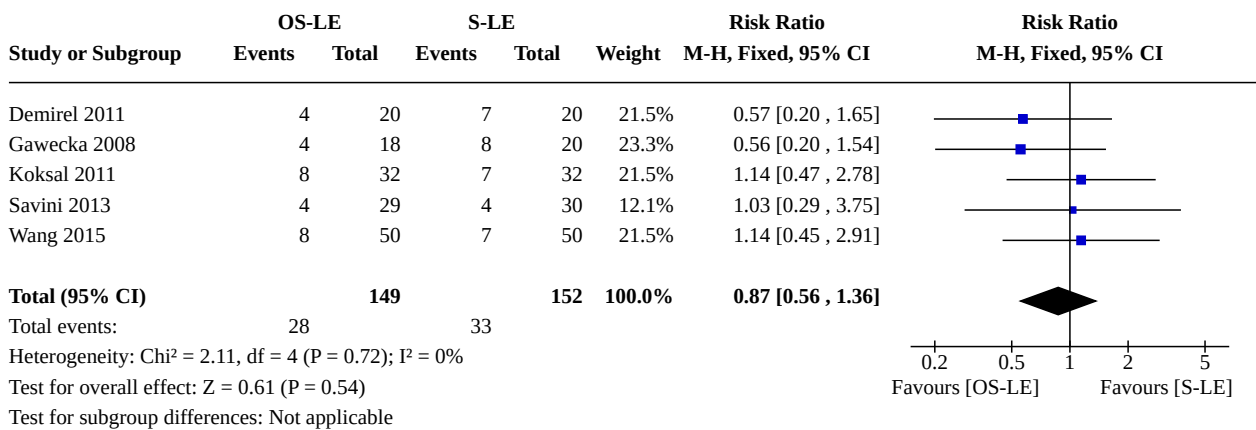 OS-LE S-LE Risk Ratio Risk Ratio
Study or Subgroup Events Total Events Total Weight M-H, Fixed, 95% CI M-H, Fixed, 95% CI
Demirel 2011 4 20 7 20 21.5% 0.57 [0.20 , 1.65]
Gawecka 2008 4 18 8 20 23.3% 0.56 [0.20 , 1.54]
Koksal 2011 8 32 7 32 21.5% 1.14 [0.47 , 2.78]
Savini 2013 4 29 4 30 12.1% 1.03 [0.29 , 3.75]
Wang 2015 8 50 7 50 21.5% 1.14 [0.45 , 2.91]
Total (95% CI) 149 152 100.0% 0.87 [0.56 , 1.36]
Total events: 28 33
Heterogeneity: Chi² = 2.11, df = 4 (P = 0.72); I² = 0%
0.2 0.5 1 2 5
Test for overall effect: Z = 0.61 (P = 0.54) Favours [OS-LE] Favours [S-LE]
Test for subgroup differences: Not applicable